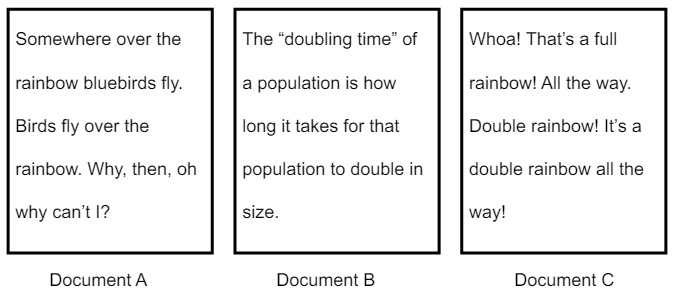 Somewhere over the
rainbow bluebirds fly.
Birds fly over the
rainbow. Why, then, oh
why can’t I?
Document A
The “doubling time” of
a population is how
long it takes for that
population to double in
size.
Document B
Whoa! That’s a full
rainbow! All the way.
Double rainbow! It’s a
double rainbow all the
way!
Document C